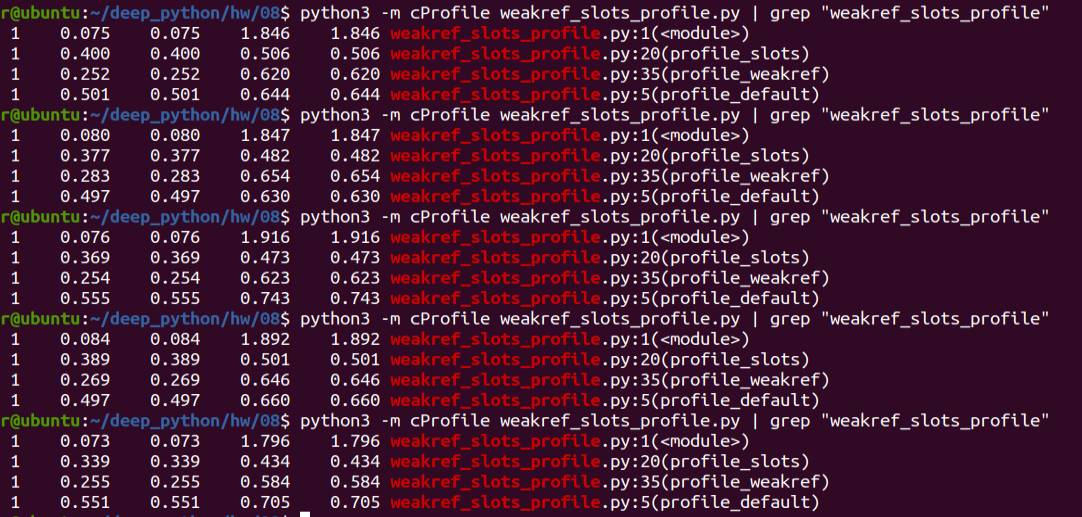 r@ubuntu:~/deep_python/hw/08$ python3 -m cProfile weakref_slots_profile.py | grep "weakref_slots_profile"
1 0.075 0.075 1.846 1.846 weakref_slots_profile.py:1(<module>)
1 0.400 0.400 0.506 0.506 weakref_slots_profile.py:20(profile_slots)
1 0.252 0.252 0.620 0.620 weakref_slots_profile.py:35(profile_weakref)
1 0.501 0.501 0.644 0.644 weakref_slots_profile.py:5(profile_default)
r@ubuntu:~/deep_python/hw/08$ python3 -m cProfile weakref_slots_profile.py | grep "weakref_slots_profile"
1 0.080 0.080 1.847 1.847 weakref_slots_profile.py:1(<module>)
1 0.377 0.377 0.482 0.482 weakref_slots_profile.py:20(profile_slots)
1 0.283 0.283 0.654 0.654 weakref_slots_profile.py:35(profile_weakref)
1 0.497 0.497 0.630 0.630 weakref_slots_profile.py:5(profile_default)
r@ubuntu:~/deep_python/hw/08$ python3 -m cProfile weakref_slots_profile.py | grep "weakref_slots_profile"
1 0.076 0.076 1.916 1.916 weakref_slots_profile.py:1(<module>)
1 0.369 0.369 0.473 0.473 weakref_slots_profile.py:20(profile_slots)
1 0.254 0.254 0.623 0.623 weakref_slots_profile.py:35(profile_weakref)
1 0.555 0.555 0.743 0.743 weakref_slots_profile.py:5(profile_default)
r@ubuntu:~/deep_python/hw/08$ python3 -m cProfile weakref_slots_profile.py | grep "weakref_slots_profile"
1 0.084 0.084 1.892 1.892 weakref_slots_profile.py:1(<module>)
1 0.389 0.389 0.501 0.501 weakref_slots_profile.py:20(profile_slots)
1 0.269 0.269 0.646 0.646 weakref_slots_profile.py:35(profile_weakref)
1 0.497 0.497 0.660 0.660 weakref_slots_profile.py:5(profile_default)
r@ubuntu:~/deep_python/hw/08$ python3 -m cProfile weakref_slots_profile.py | grep "weakref_slots_profile"
1 0.073 0.073 1.796 1.796 weakref_slots_profile.py:1(<module>)
1 0.339 0.339 0.434 0.434 weakref_slots_profile.py:20(profile_slots)
1 0.255 0.255 0.584 0.584 weakref_slots_profile.py:35(profile_weakref)
1 0.551 0.551 0.705 0.705 weakref_slots_profile.py:5(profile_default)